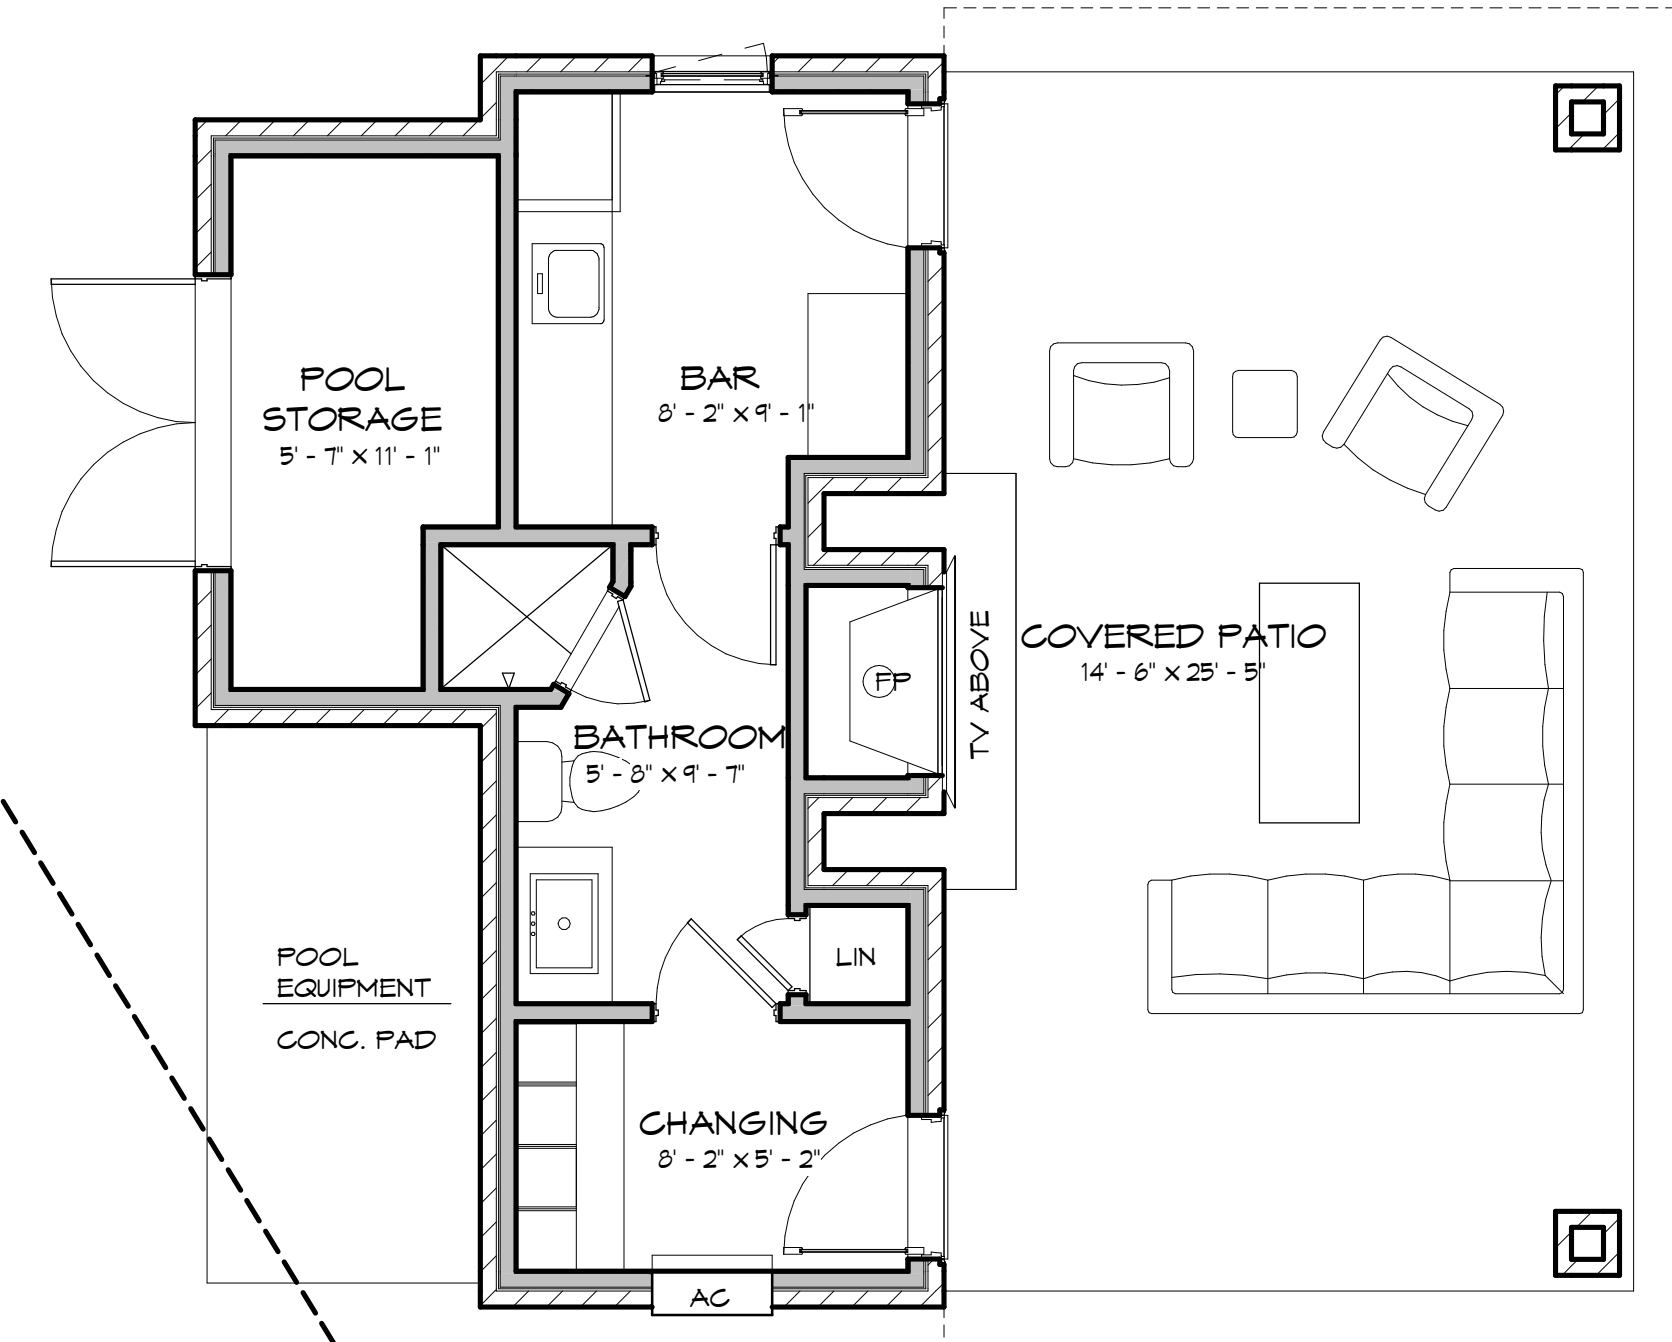 POOL
STORAGE
5' - 7" x 11' - 1"
BAR
8' - 2" x 9' - 1"
COVERED PATIO
14' - 6" x 25' - 5"
TV ABOVE
FP
BATHROOM
5' - 8" x 9' - 7"
LIN
POOL
EQUIPMENT
CONC. PAD
CHANGING
8' - 2" x 5' - 2"
AC